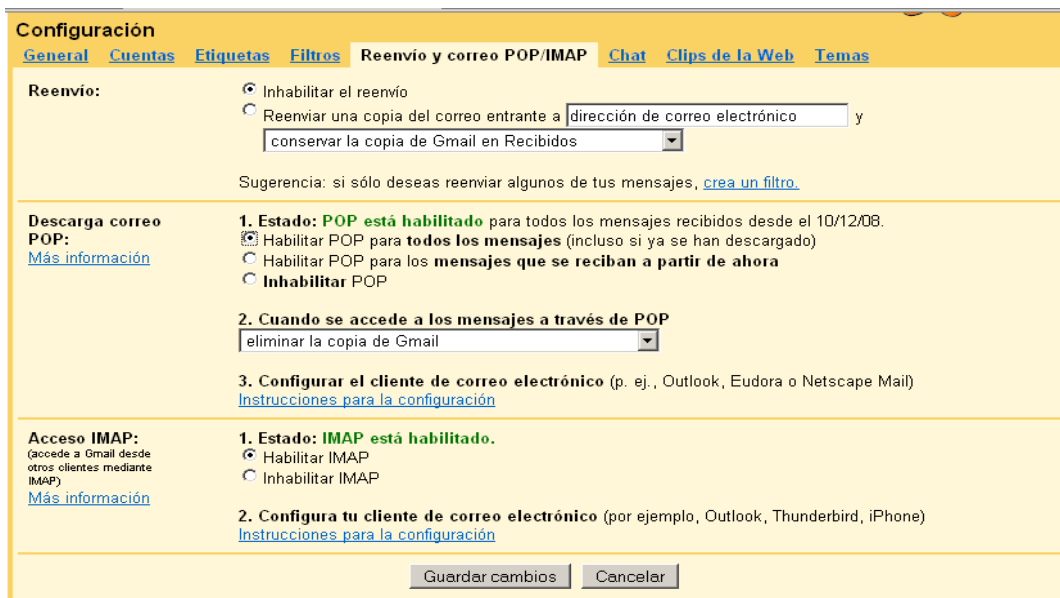 Configuración
General Cuentas Etiquetas Filtros Reenvío y correo POP/IMAP Chat Clips de la Web Temas
Reenvío:
Inhabilitar el reenvío
Reenviar una copia del correo entrante a dirección de correo electrónico y
conservar la copia de Gmail en Recibidos
Sugerencia: si sólo deseas reenviar algunos de tus mensajes, crea un filtro.
Descarga correo
POP:
Más información
1. Estado: POP está habilitado para todos los mensajes recibidos desde el 10/12/08.
Habilitar POP para todos los mensajes (incluso si ya se han descargado)
Habilitar POP para los mensajes que se reciban a partir de ahora
Inhabilitar POP
2. Cuando se accede a los mensajes a través de POP
eliminar la copia de Gmail
3. Configurar el cliente de correo electrónico (p. ej., Outlook, Eudora o Netscape Mail)
Instrucciones para la configuración
Acceso IMAP:
(accede a Gmail desde
otros clientes mediante
IMAP)
Más información
1. Estado: IMAP está habilitado.
Habilitar IMAP
Inhabilitar IMAP
2. Configura tu cliente de correo electrónico (por ejemplo, Outlook, Thunderbird, iPhone)
Instrucciones para la configuración
Guardar cambios Cancelar